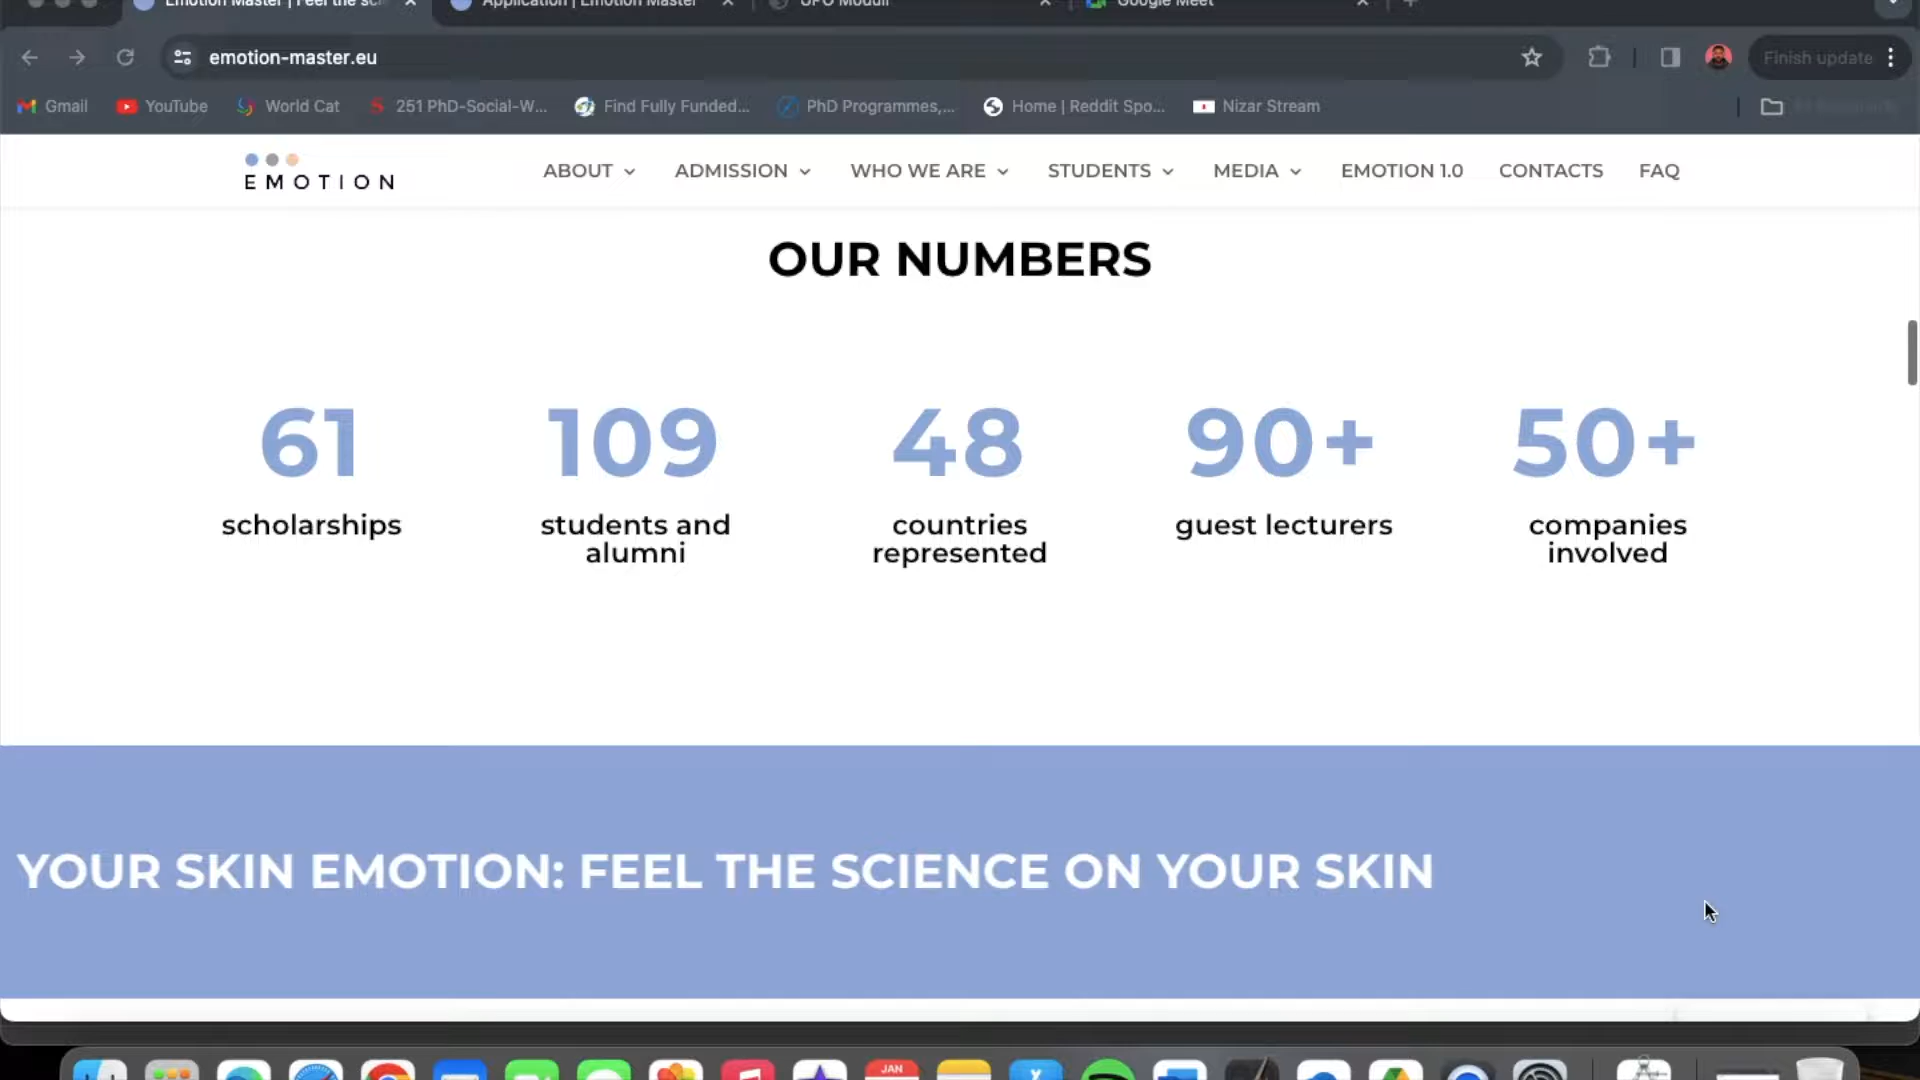 Emotion Master | Feel the sci
Application | Emotion Master
UPO Moduli
Google Meet
emotion-master.eu
Finish update
Gmail
YouTube
World Cat
251 PhD-Social-W...
Find Fully Funded...
PhD Programmes,...
Home | Reddit Spo...
Nizar Stream
EMOTION
ABOUT
ADMISSION
WHO WE ARE
STUDENTS
MEDIA
EMOTION 1.0
CONTACTS
FAQ
OUR NUMBERS
61
109
48
90+
50+
scholarships
students and
alumni
countries
represented
guest lecturers
companies
involved
YOUR SKIN EMOTION: FEEL THE SCIENCE ON YOUR SKIN
JAN